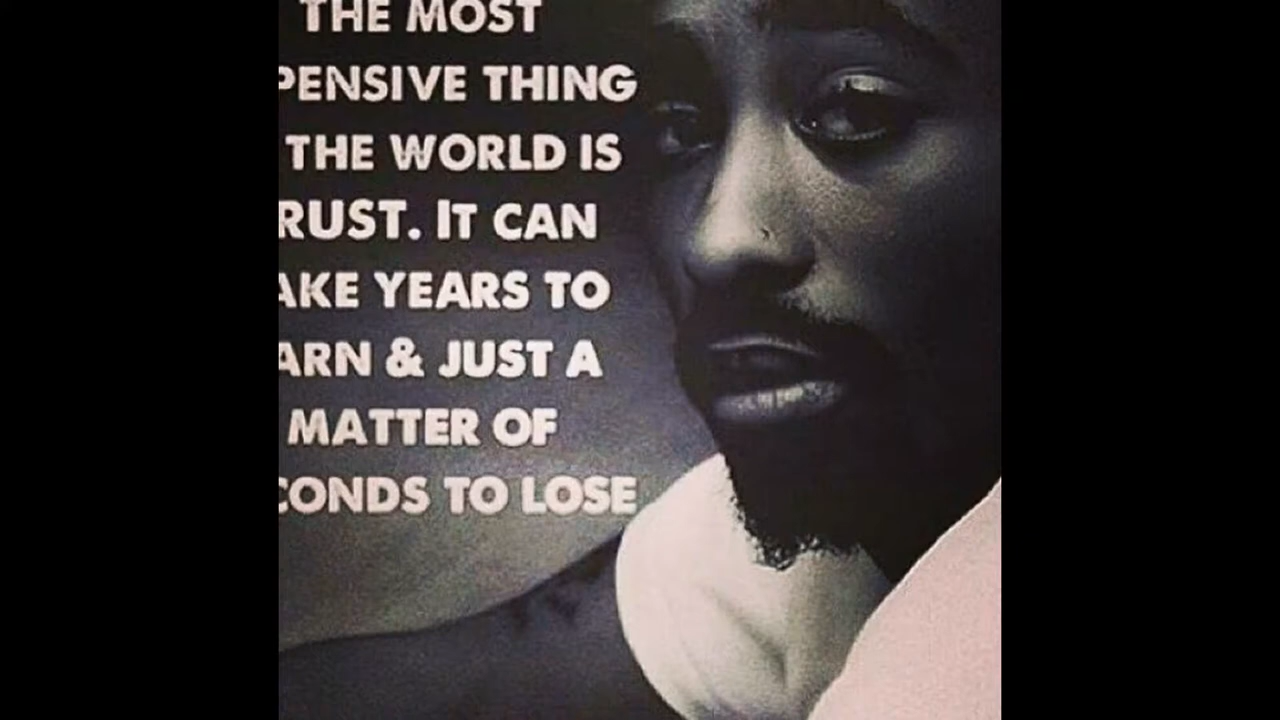 THE MOST
PENSIVE THING
THE WORLD IS
RUST. IT CAN
AKE YEARS TO
ARN & JUST A
MATTER OF
CONDS TO LOSE